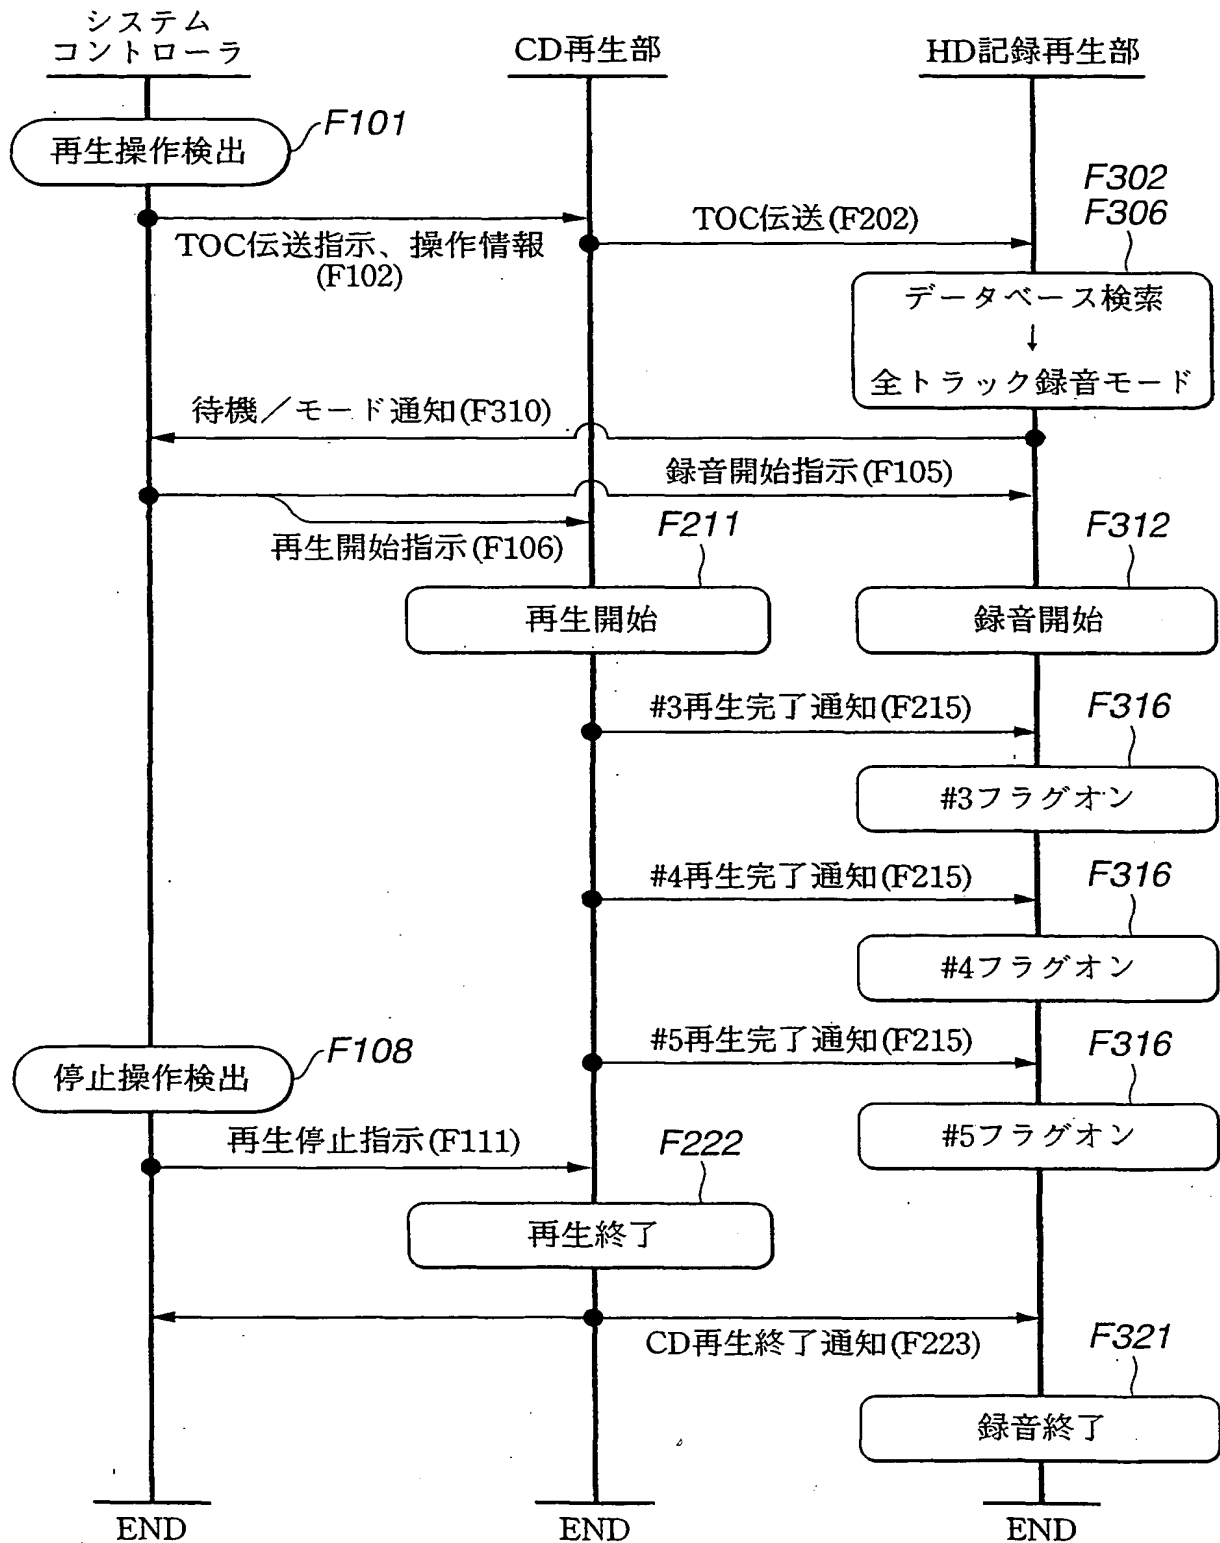 システム
コントローラ
CD再生部
HD記録再生部
F101
再生操作検出
F302
F306
TOC伝送指示、操作情報
(F102)
TOC伝送(F202)
データベース検索
↓
全トラック録音モード
待機／モード通知(F310)
録音開始指示(F105)
再生開始指示(F106)
F211
再生開始
F312
録音開始
#3再生完了通知(F215)
F316
#3フラグオン
#4再生完了通知(F215)
F316
#4フラグオン
F108
停止操作検出
#5再生完了通知(F215)
F316
#5フラグオン
再生停止指示(F111)
F222
再生終了
CD再生終了通知(F223)
F321
録音終了
END
END
END